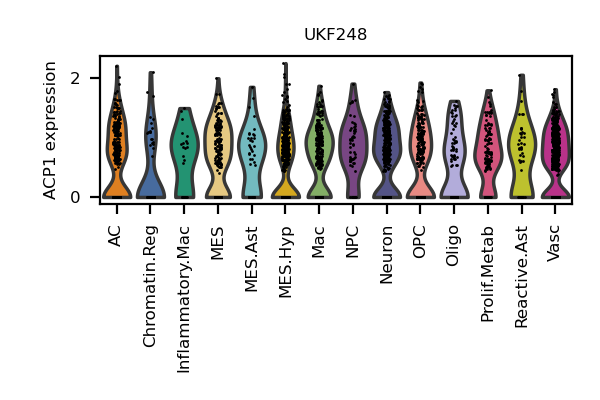 UKF248
ACP1 expression
2
0
AC
Chromatin.Reg
Inflammatory.Mac
MES
MES.Ast
MES.Hyp
Mac
NPC
Neuron
OPC
Oligo
Prolif.Metab
Reactive.Ast
Vasc